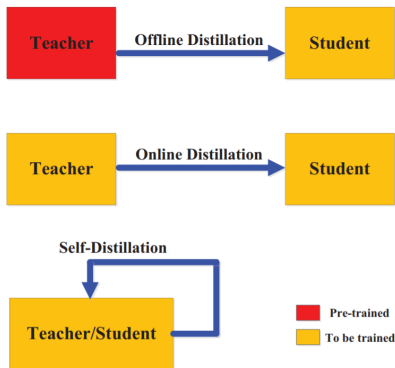 Teacher
Offline Distillation
Student
Teacher
Online Distillation
Student
Self-Distillation
Teacher/Student
Pre-trained
To be trained